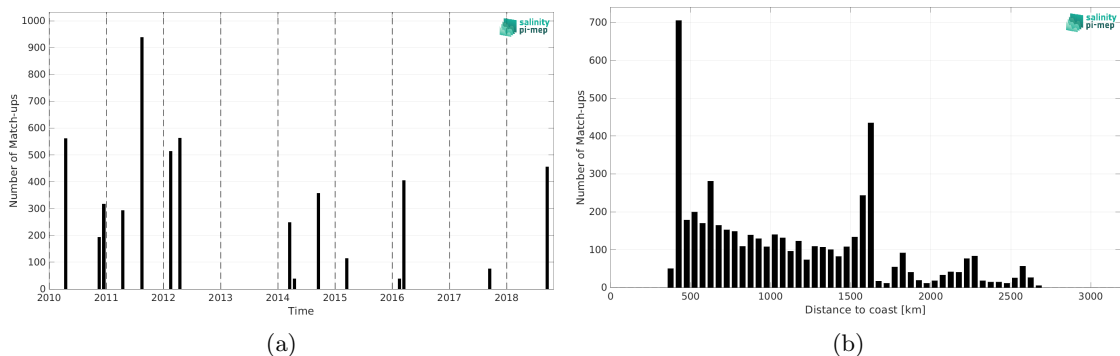 salinity
pi-mep
Number of Match-ups
1000
900
800
700
600
500
400
300
200
100
0
2010 2011 2012 2013 2014 2015 2016 2017 2018
Time
(a)
salinity
pi-mep
Number of Match-ups
700
600
500
400
300
200
100
0
0 500 1000 1500 2000 2500 3000
Distance to coast [km]
(b)